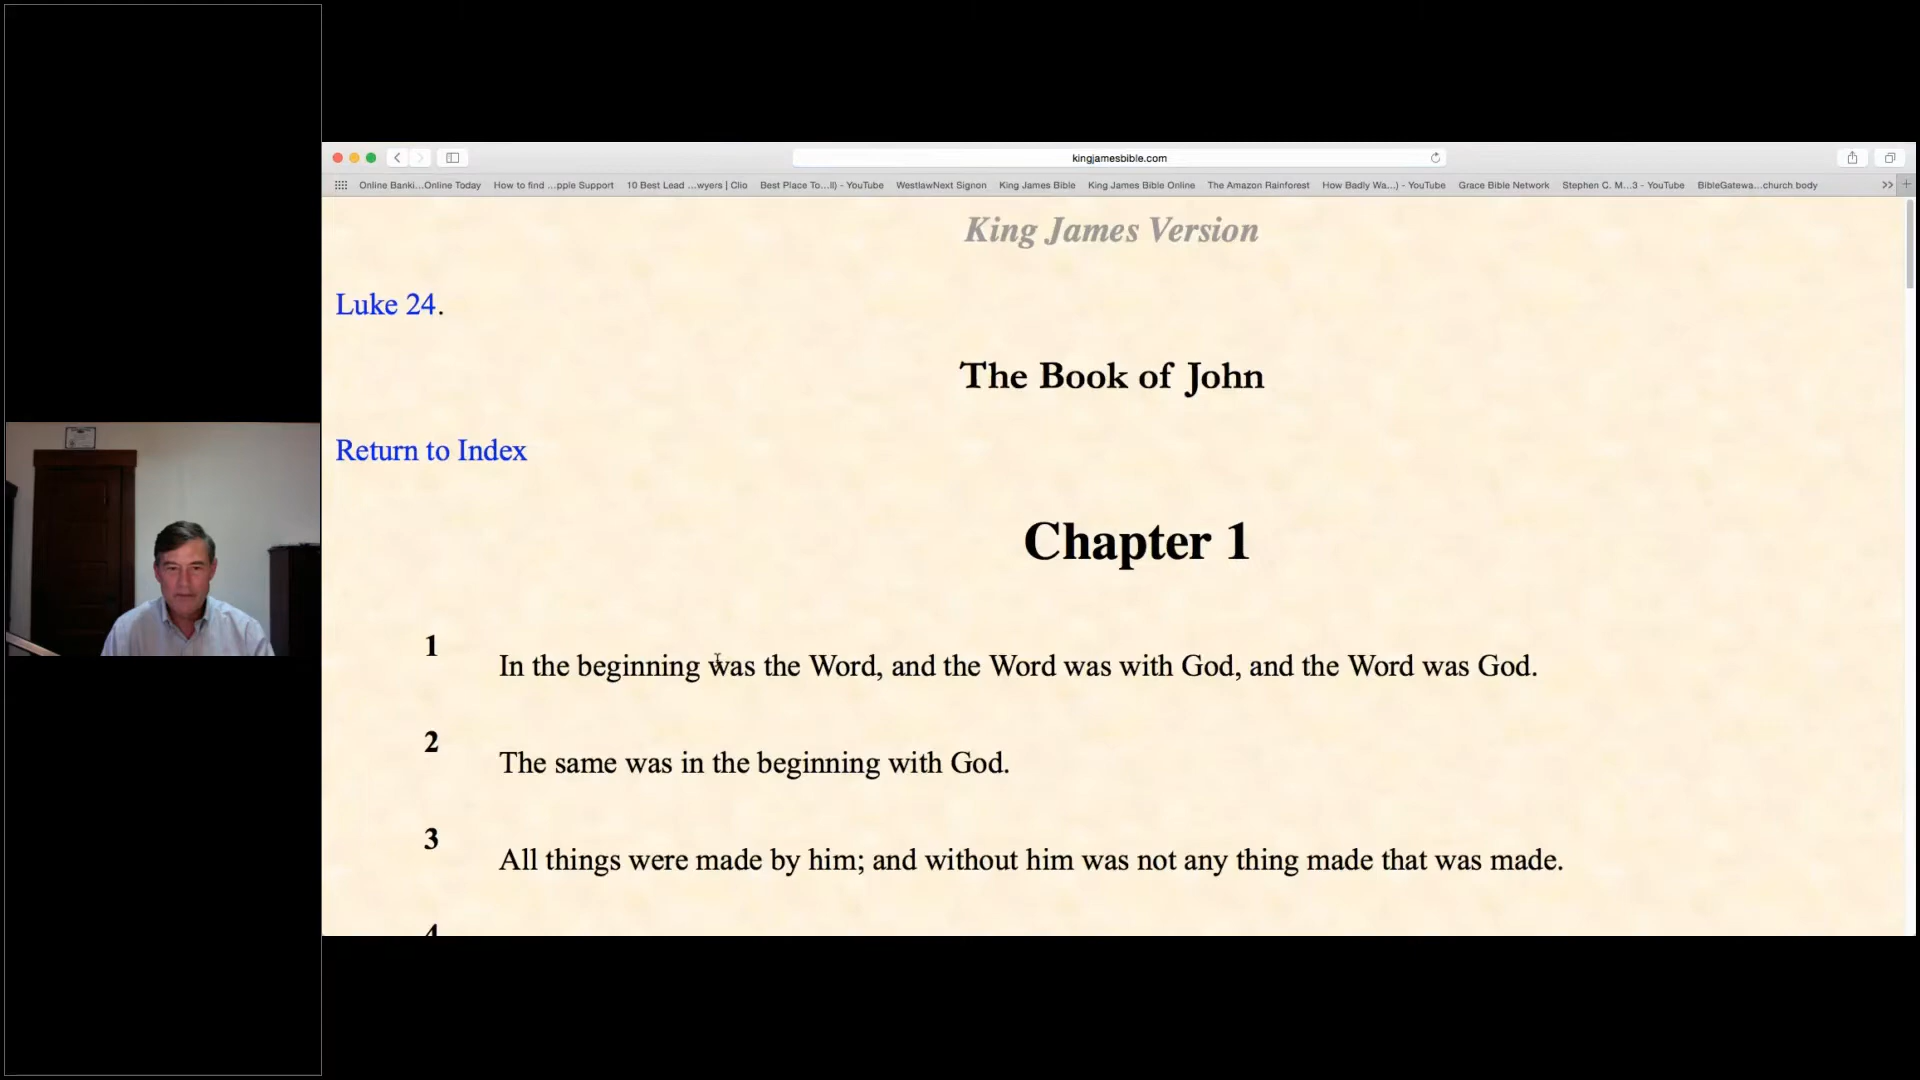 kingjamesbible.com
Online Banki...Online Today How to find ...pple Support 10 Best Lead ...wyers | Clio Best Place To...ll) - YouTube WestlawNext Signon King James Bible King James Bible Online The Amazon Rainforest How Badly Wa...) - YouTube Grace Bible Network Stephen C. M...3 - YouTube BibleGatewa...church body
King James Version
Luke 24.
The Book of John
Return to Index
Chapter 1
1
In the beginning was the Word, and the Word was with God, and the Word was God.
2
The same was in the beginning with God.
3
All things were made by him; and without him was not any thing made that was made.
4